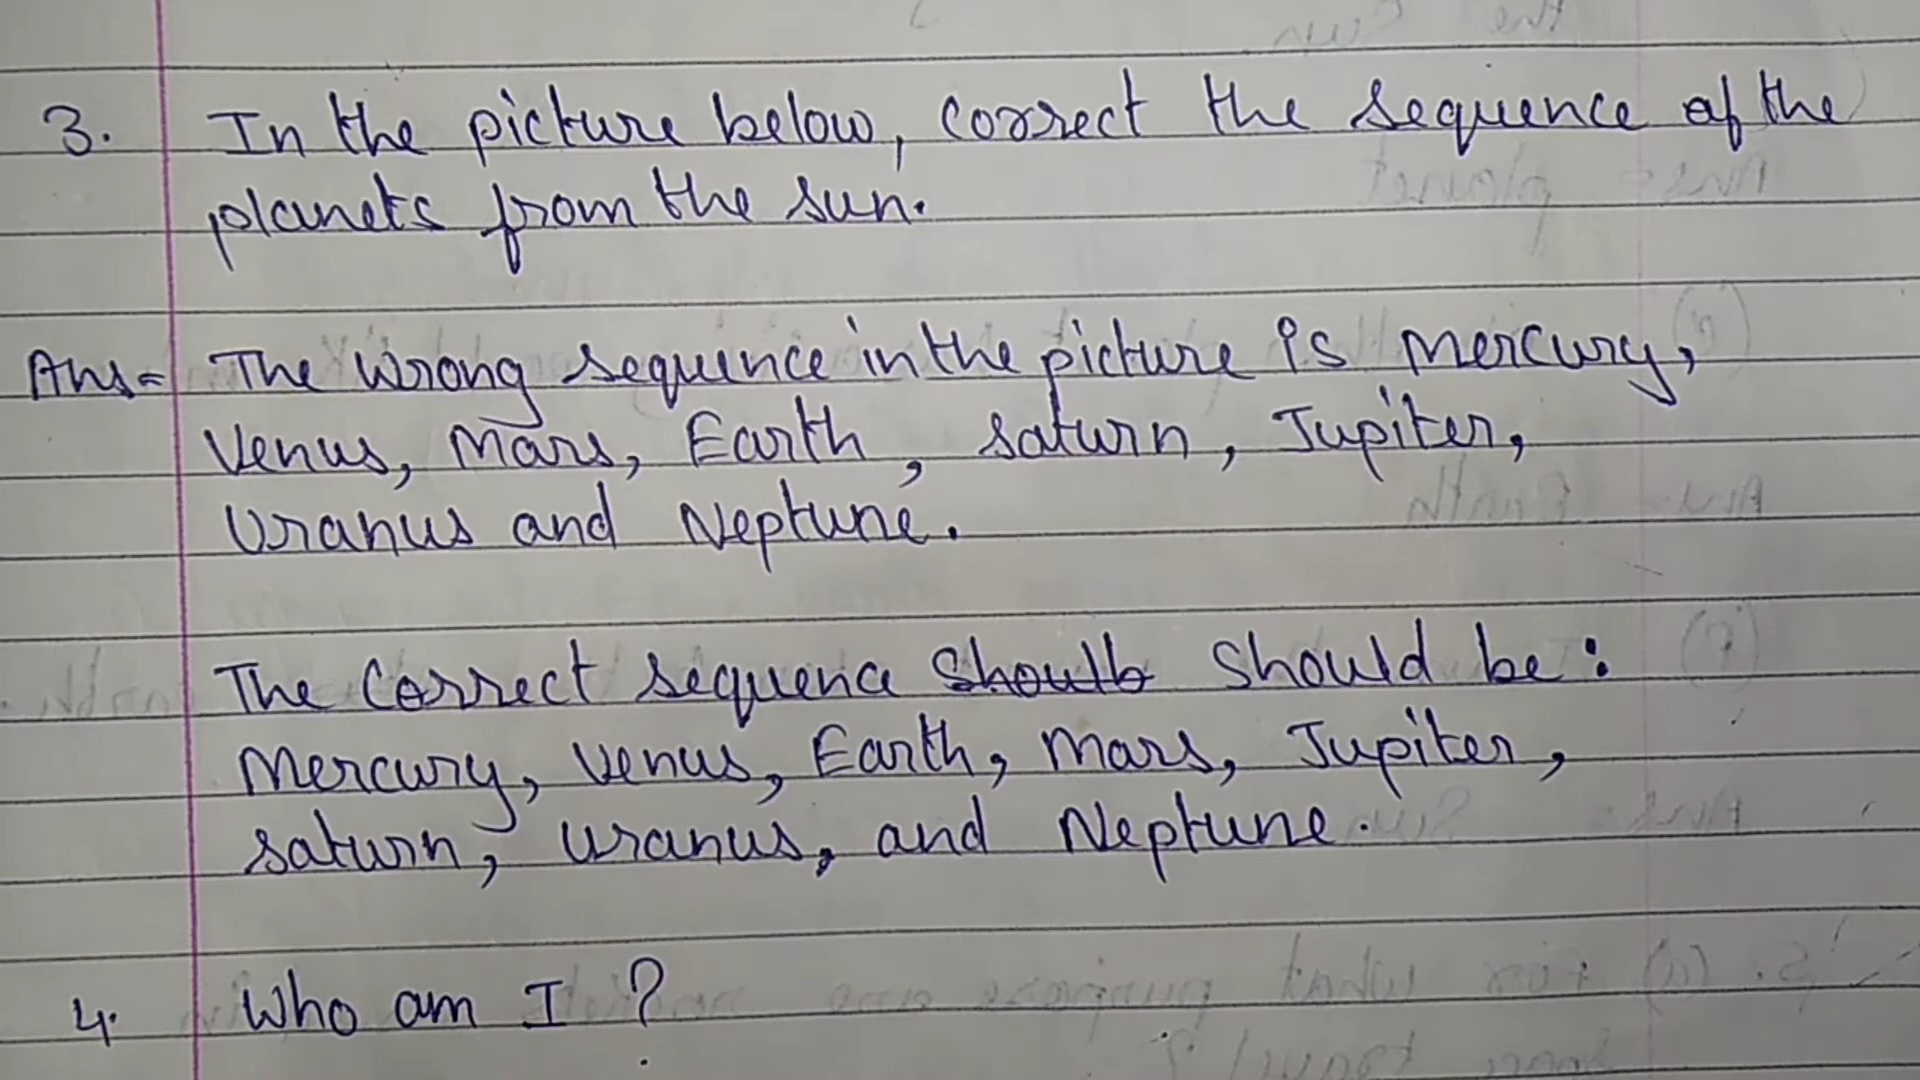 3. In the picture below, correct the sequence of the
planets from the sun.
Ans= The wrong sequence in the picture is Mercury,
Venus, Mars, Earth, saturn, Jupiter,
Uranus and Neptune.
The Correct sequence Should be:
Mercury, Venus, Earth, Mars, Jupiter,
saturn, Uranus, and Neptune.
4. Who am I ?